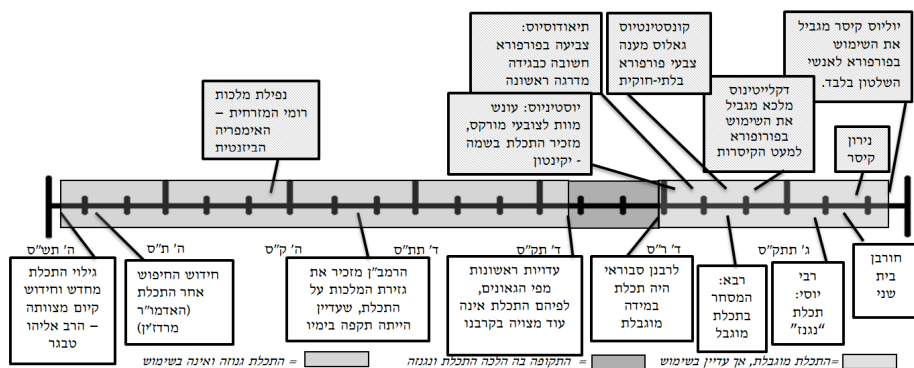 יוליוס קיסר מגביל
את השימוש
בפורפורא לאנשי
השלטון בלבד.
קונסטינטיוס
גאלוס מענה
צבעי פורפורא
בלתי-חוקית
תיאודוסיוס:
צביעה בפורפורא
חשובה כבגידה
מדרגה ראשונה
דקלייטינוס
מלכא מגביל
את השימוש
בפורופורא
למעט הקיסרות
נירון
קיסר
יוסטיניוס: עונש
מוות לצובעי מורקס,
מזכיר התכלת בשמה
- יקינטון
נפילת מלכות
רומי המזרחית –
האימפריה
הביזנטית
ג' תתק"ס
ד' ר"ס
ד' תק"ס
ד' תת"ס
ה' ק"ס
ה' ת"ס
ה' תש"ס
חורבן
בית
שני
רבי
יוסי:
תכלת
"נגנז"
רבא:
המסחר
בתכלת
מוגבל
לרבנן סבוראי
היה תכלת
במידה
מוגבלת
עדויות ראשונות
מפי הגאונים,
לפיהם התכלת אינה
עוד מצויה בקרבנו
הרמב"ן מזכיר את
גזירת המלכות על
התכלת, שעדיין
הייתה תקפה בימיו
חידוש החיפוש
אחר התכלת
(האדמו"ר
מרדז'ין)
גילוי התכלת
מחדש וחידוש
קיום מצוותה
– הרב אליהו
טבגר
=התכלת מוגבלת, אך עדיין בשימוש
= התקופה בה הלכה התכלת ונגנזה
= התכלת גנוזה ואינה בשימוש